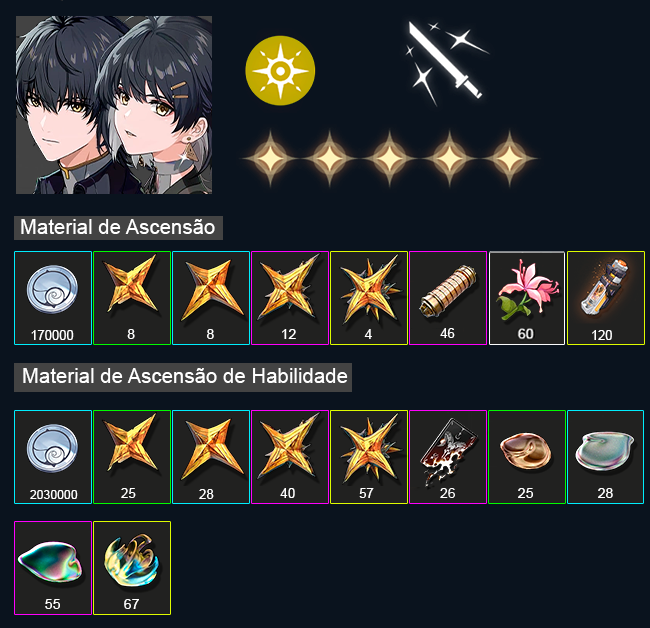 Material de Ascensão
170000 8 8 12 4 46 60 120
Material de Ascensão de Habilidade
2030000 25 28 40 57 26 25 28
55 67